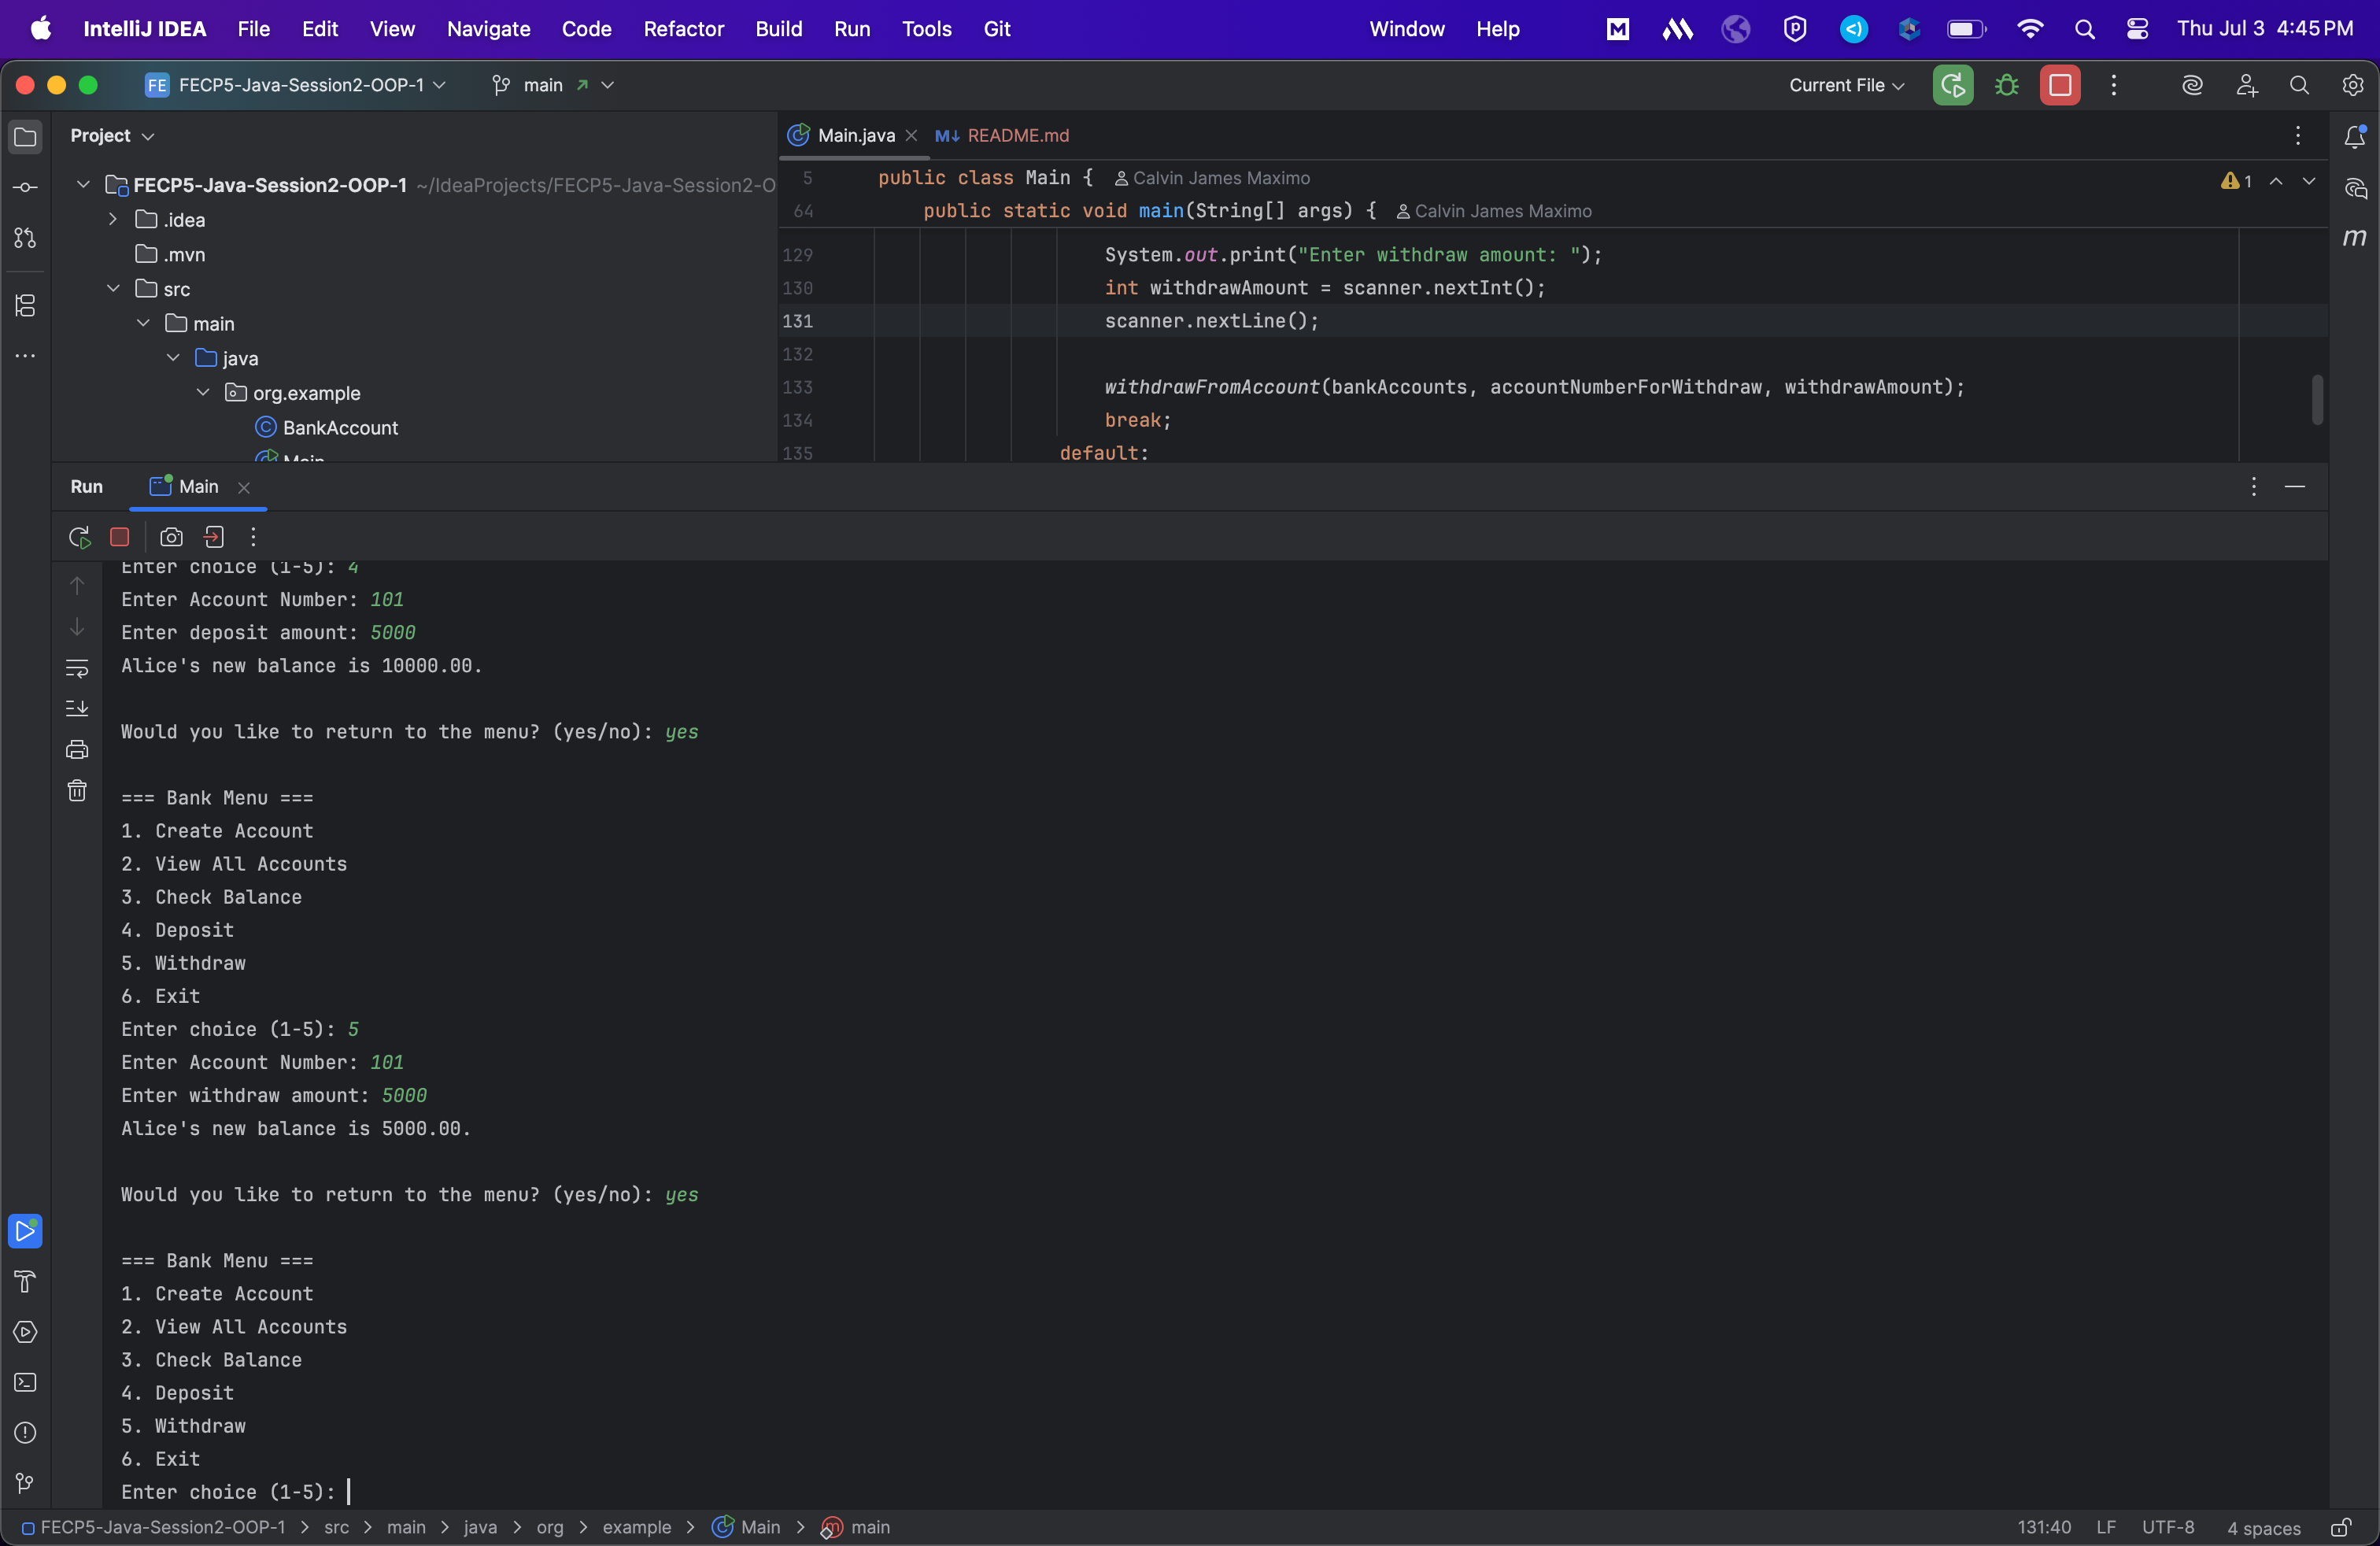 IntelliJ IDEA File Edit View Navigate Code Refactor Build Run Tools Git Window Help Thu Jul 3 4:45 PM
FE FECP5-Java-Session2-OOP-1 main Current File
Project
Main.java README.md
FECP5-Java-Session2-OOP-1 ~/IdeaProjects/FECP5-Java-Session2-O
.idea
.mvn
src
main
java
org.example
BankAccount
Main
5 public class Main { Calvin James Maximo
1
64 public static void main(String[] args) { Calvin James Maximo
129 System.out.print("Enter withdraw amount: ");
130 int withdrawAmount = scanner.nextInt();
131 scanner.nextLine();
132
133 withdrawFromAccount(bankAccounts, accountNumberForWithdraw, withdrawAmount);
134 break;
135 default:
Run Main
Enter choice (1-5): 4
Enter Account Number: 101
Enter deposit amount: 5000
Alice's new balance is 10000.00.
Would you like to return to the menu? (yes/no): yes
=== Bank Menu ===
1. Create Account
2. View All Accounts
3. Check Balance
4. Deposit
5. Withdraw
6. Exit
Enter choice (1-5): 5
Enter Account Number: 101
Enter withdraw amount: 5000
Alice's new balance is 5000.00.
Would you like to return to the menu? (yes/no): yes
=== Bank Menu ===
1. Create Account
2. View All Accounts
3. Check Balance
4. Deposit
5. Withdraw
6. Exit
Enter choice (1-5):
FECP5-Java-Session2-OOP-1 > src > main > java > org > example > Main > main 131:40 LF UTF-8 4 spaces